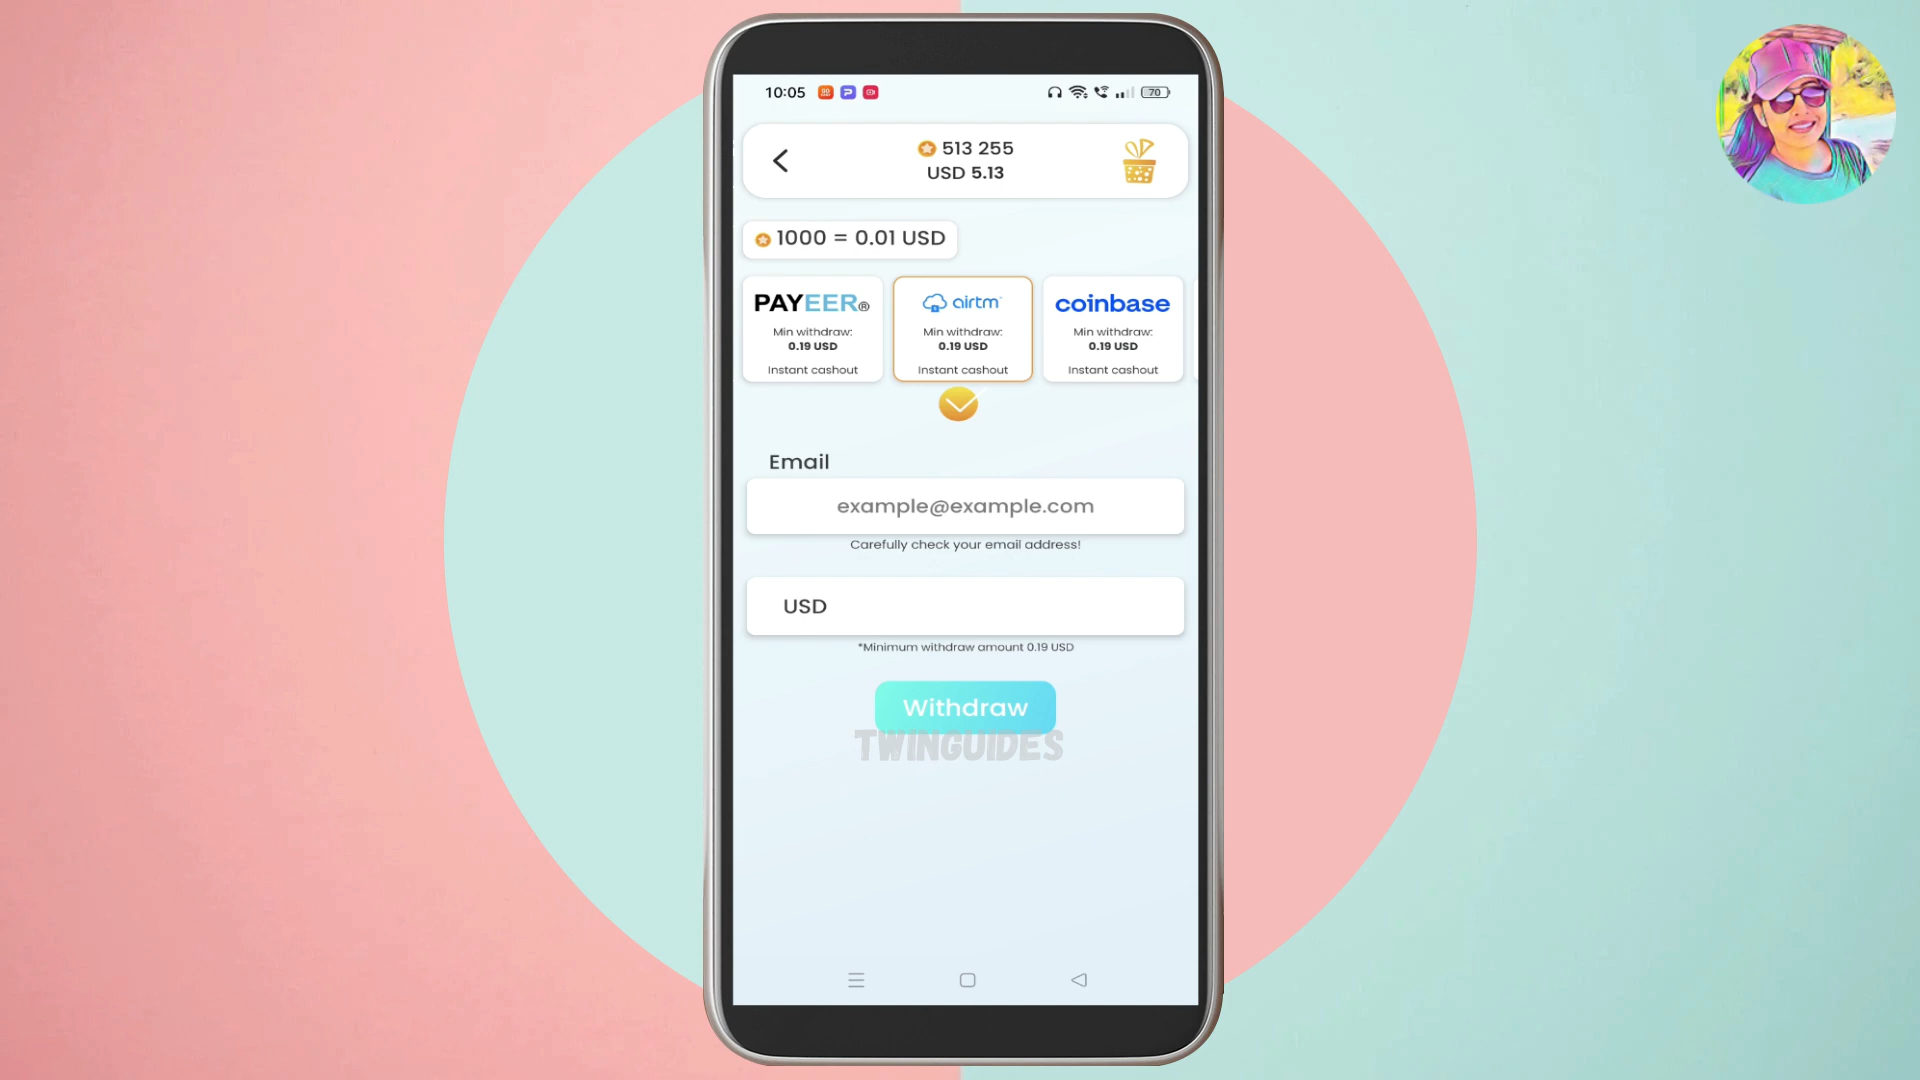 10:05
70
513 255
USD 5.13
1000 = 0.01 USD
PAYEER®
Min withdraw:
0.19 USD
Instant cashout
airtm
Min withdraw:
0.19 USD
Instant cashout
coinbase
Min withdraw:
0.19 USD
Instant cashout
Email
example@example.com
Carefully check your email address!
USD
*Minimum withdraw amount 0.19 USD
Withdraw
TWINGUIDES